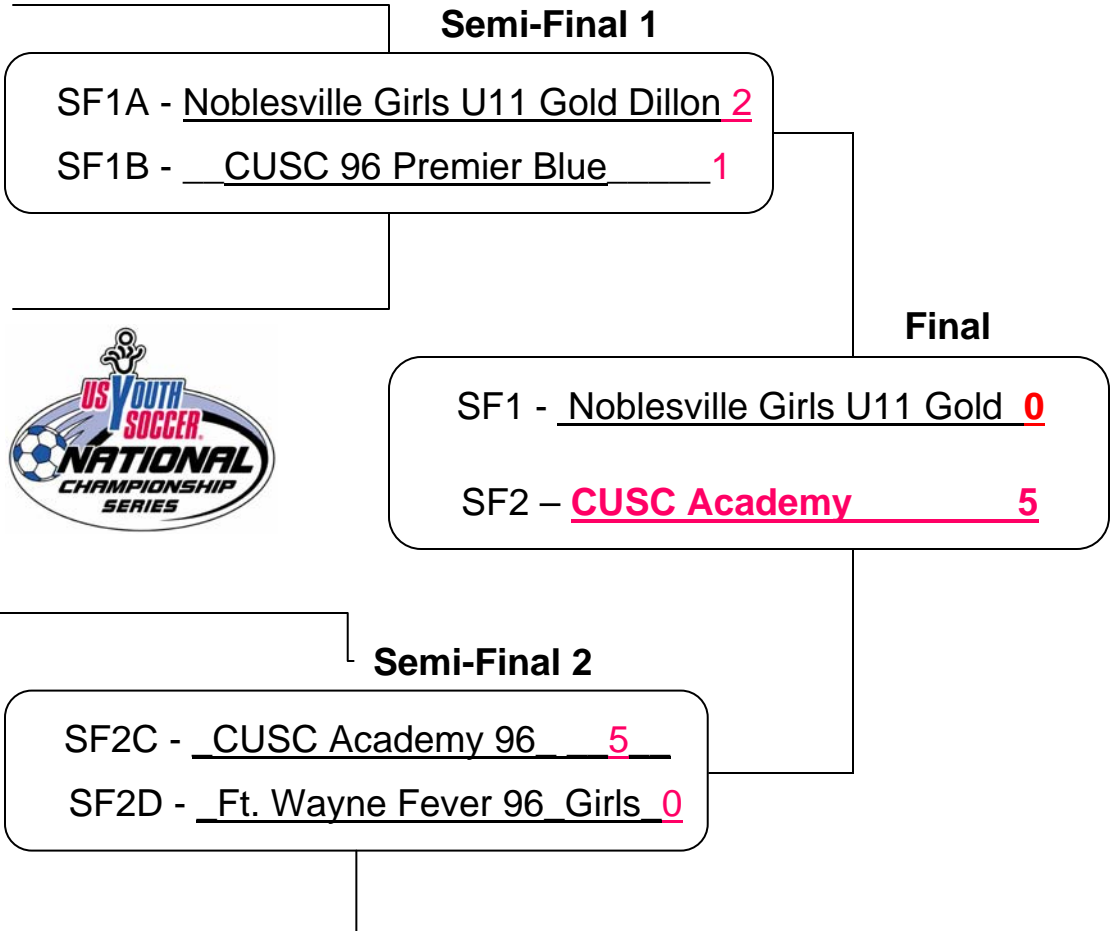 Semi-Final 1
SF1A - Noblesville Girls U11 Gold Dillon 2
SF1B - __CUSC 96 Premier Blue_____1
Final
US YOUTH
SOCCER.
NATIONAL
CHAMPIONSHIP
SERIES
SF1 - Noblesville Girls U11 Gold 0
SF2 – CUSC Academy 5
Semi-Final 2
SF2C - _CUSC Academy 96_ __5__
SF2D - _Ft. Wayne Fever 96_Girls_0